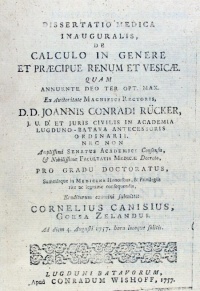 DISSERTATIO MEDICA
INAUGURALIS,
DE
CALCULO IN GENERE
ET PRÆCIPUE RENUM ET VESICÆ.
QUAM
ANNUENTE DEO TER OPT. MAX.
Ex Auctoritate MAGNIFICI RECTORIS,
D. D. JOANNIS CONRADI RÜCKER,
J. U. D. ET JURIS CIVILIS IN ACADEMIA
LUGDUNO-BATAVA ANTECESSORIS
ORDINARII,
NEC NON
Amplissimi SENATUS ACADEMICI Consensu,
& Nobilissimæ FACULTATIS MEDICÆ Decreto,
PRO GRADU DOCTORATUS,
Summisque in MEDICINA Honoribus, & Privilegiis
rite ac legitime consequendis,
Eruditorum examini submittit
CORNELIUS CANISIUS,
GOESA ZELANDUS.
Ad diem 4. Augusti 1757. hora
LUGDUNI BATAVORUM,
Apud CONRADUM WISHOFF, 1757.